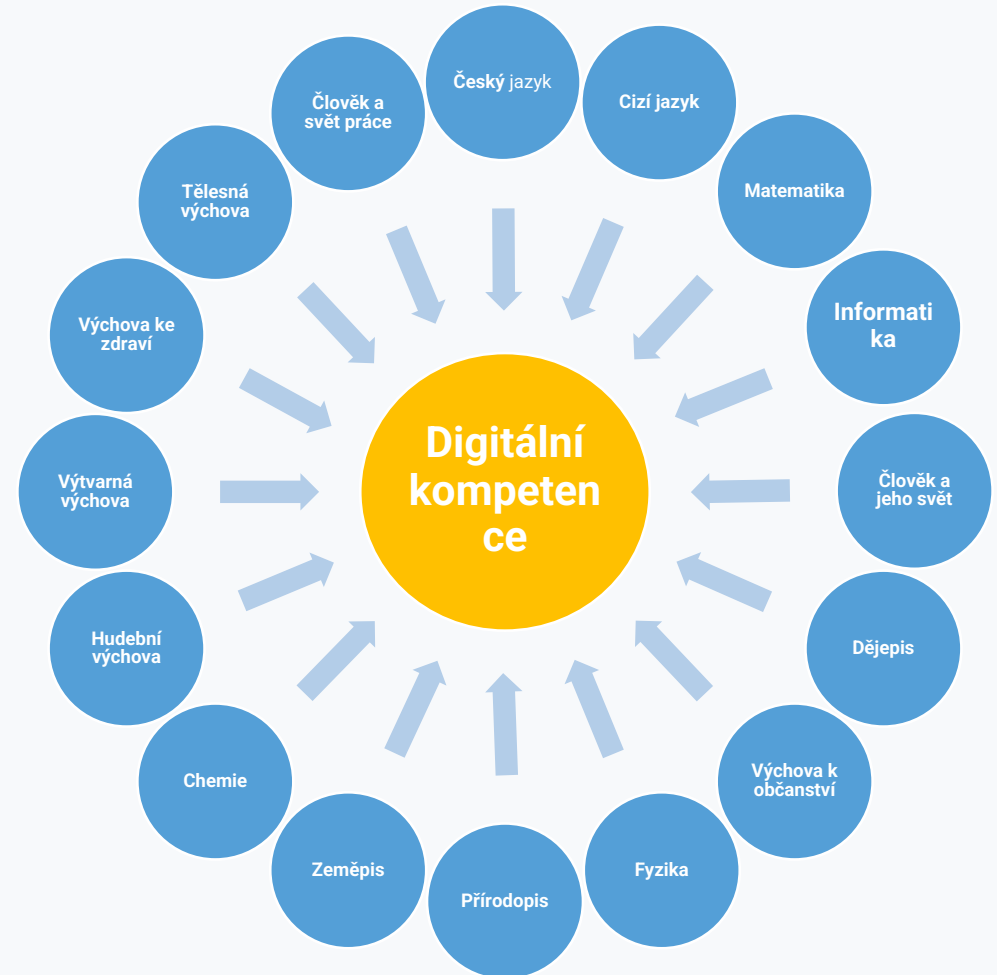 Český jazyk
Cizí jazyk
Matematika
Informati
ka
Člověk a
jeho svět
Dějepis
Výchova k
občanství
Fyzika
Přírodopis
Zeměpis
Chemie
Hudební
výchova
Výtvarná
výchova
Výchova ke
zdraví
Tělesná
výchova
Člověk a
svět práce
Digitální
kompeten
ce